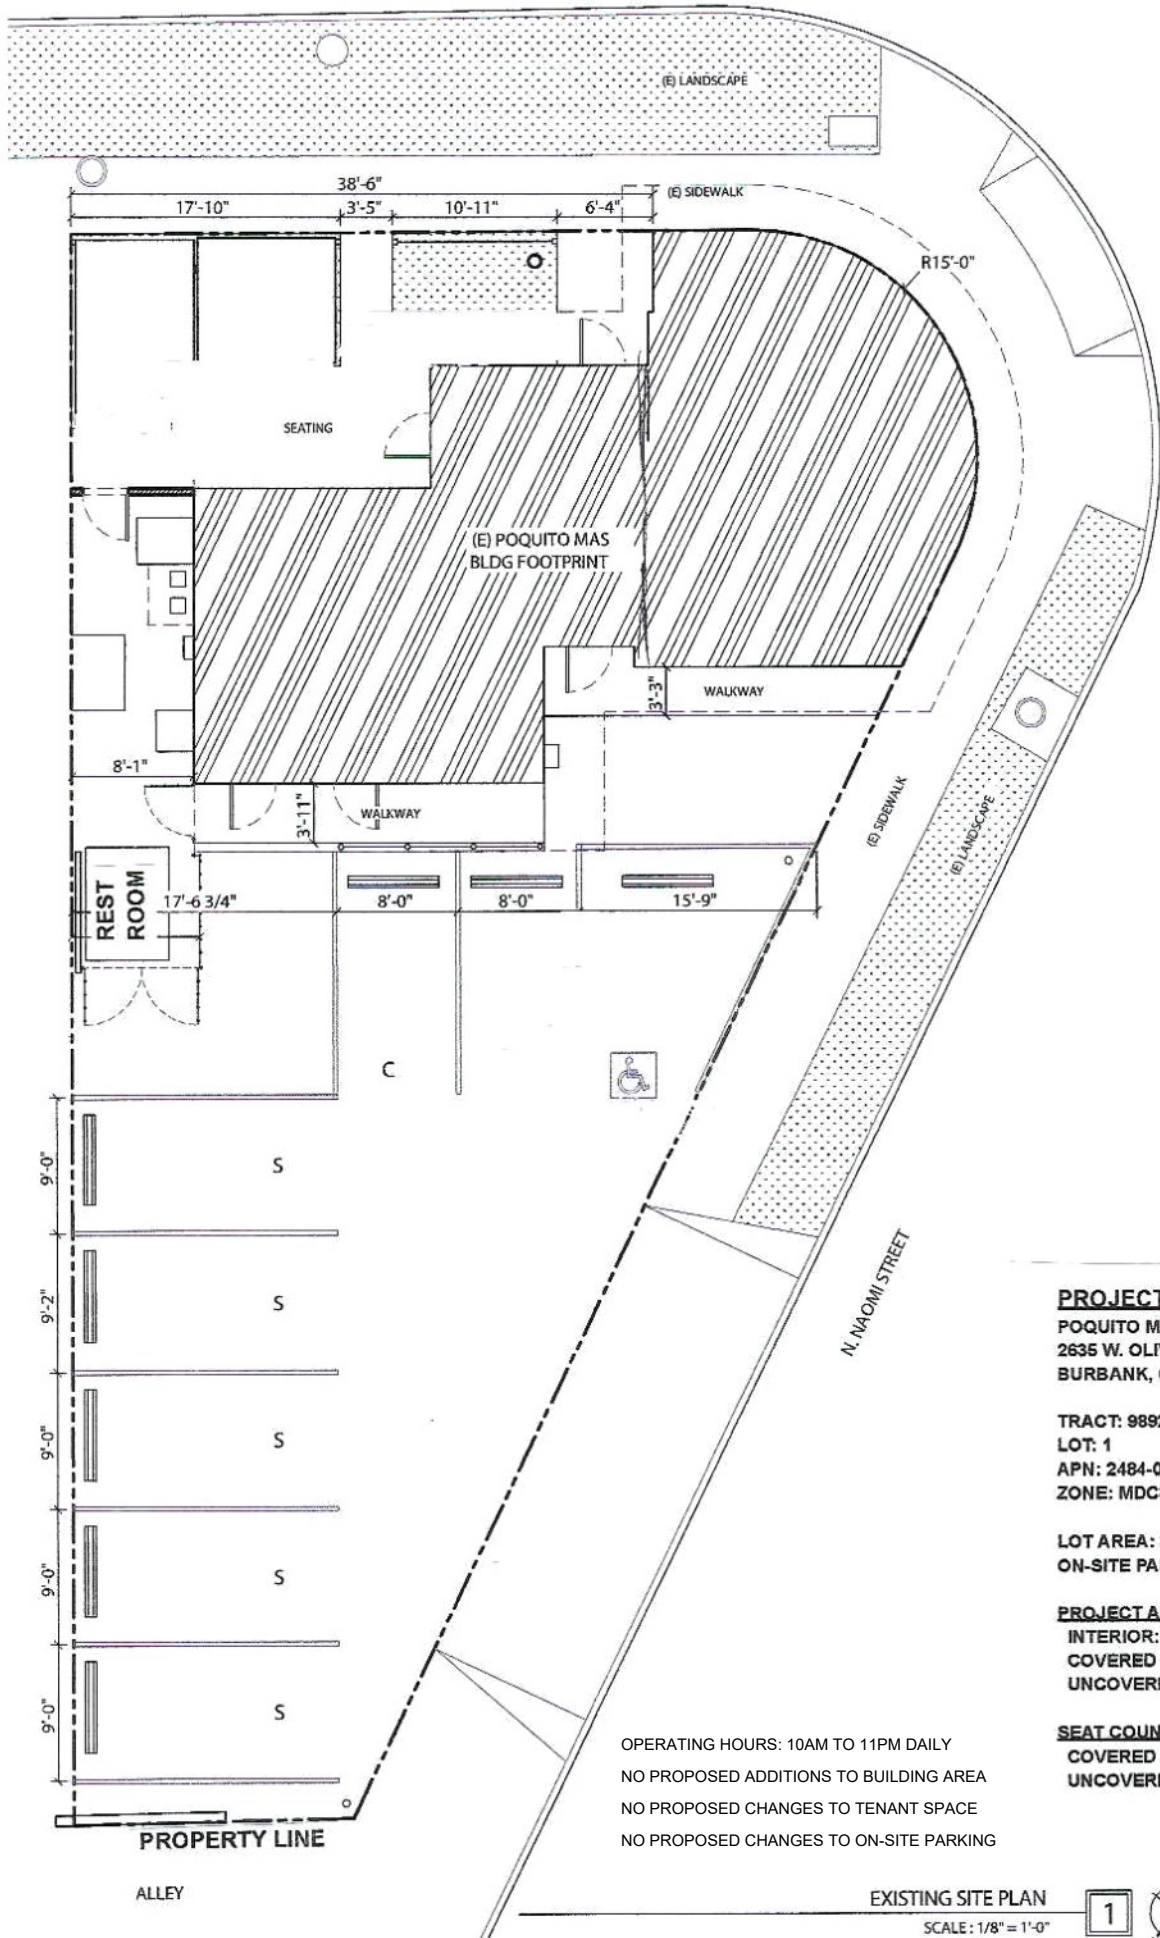 (E) LANDSCAPE
38'-6"
(E) SIDEWALK
17'-10"
3'-5"
10'-11"
6'-4"
R15'-0"
SEATING
(E) POQUITO MAS
BLDG FOOTPRINT
3'-3"
WALKWAY
8'-1"
3'-11"
WALKWAY
(E) SIDEWALK
(E) LANDSCAPE
REST
ROOM
17'-6 3/4"
8'-0"
8'-0"
15'-9"
C
9'-0"
S
9'-2"
S
9'-0"
S
9'-0"
S
9'-0"
S
N. NAOMI STREET
PROJECT
POQUITO M
2635 W. OLI
BURBANK,
TRACT: 989
LOT: 1
APN: 2484-0
ZONE: MDC
LOT AREA:
ON-SITE PA
PROJECT A
INTERIOR:
COVERED
UNCOVER
SEAT COUN
COVERED
UNCOVER
OPERATING HOURS: 10AM TO 11PM DAILY
NO PROPOSED ADDITIONS TO BUILDING AREA
NO PROPOSED CHANGES TO TENANT SPACE
NO PROPOSED CHANGES TO ON-SITE PARKING
PROPERTY LINE
ALLEY
EXISTING SITE PLAN
1
SCALE : 1/8" = 1'-0"